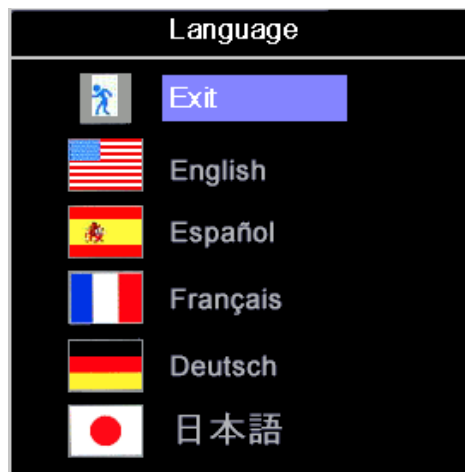 Language
Exit
English
Español
Français
Deutsch
日本語